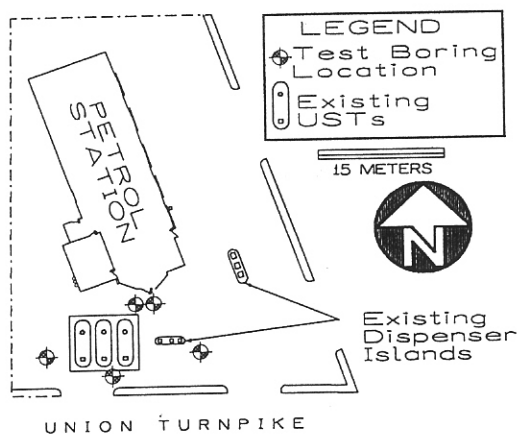 LEGEND
Test Boring
Location
Existing
USTs
15 METERS
N
PETROL
STATION
Existing
Dispenser
Islands
UNION TURNPIKE